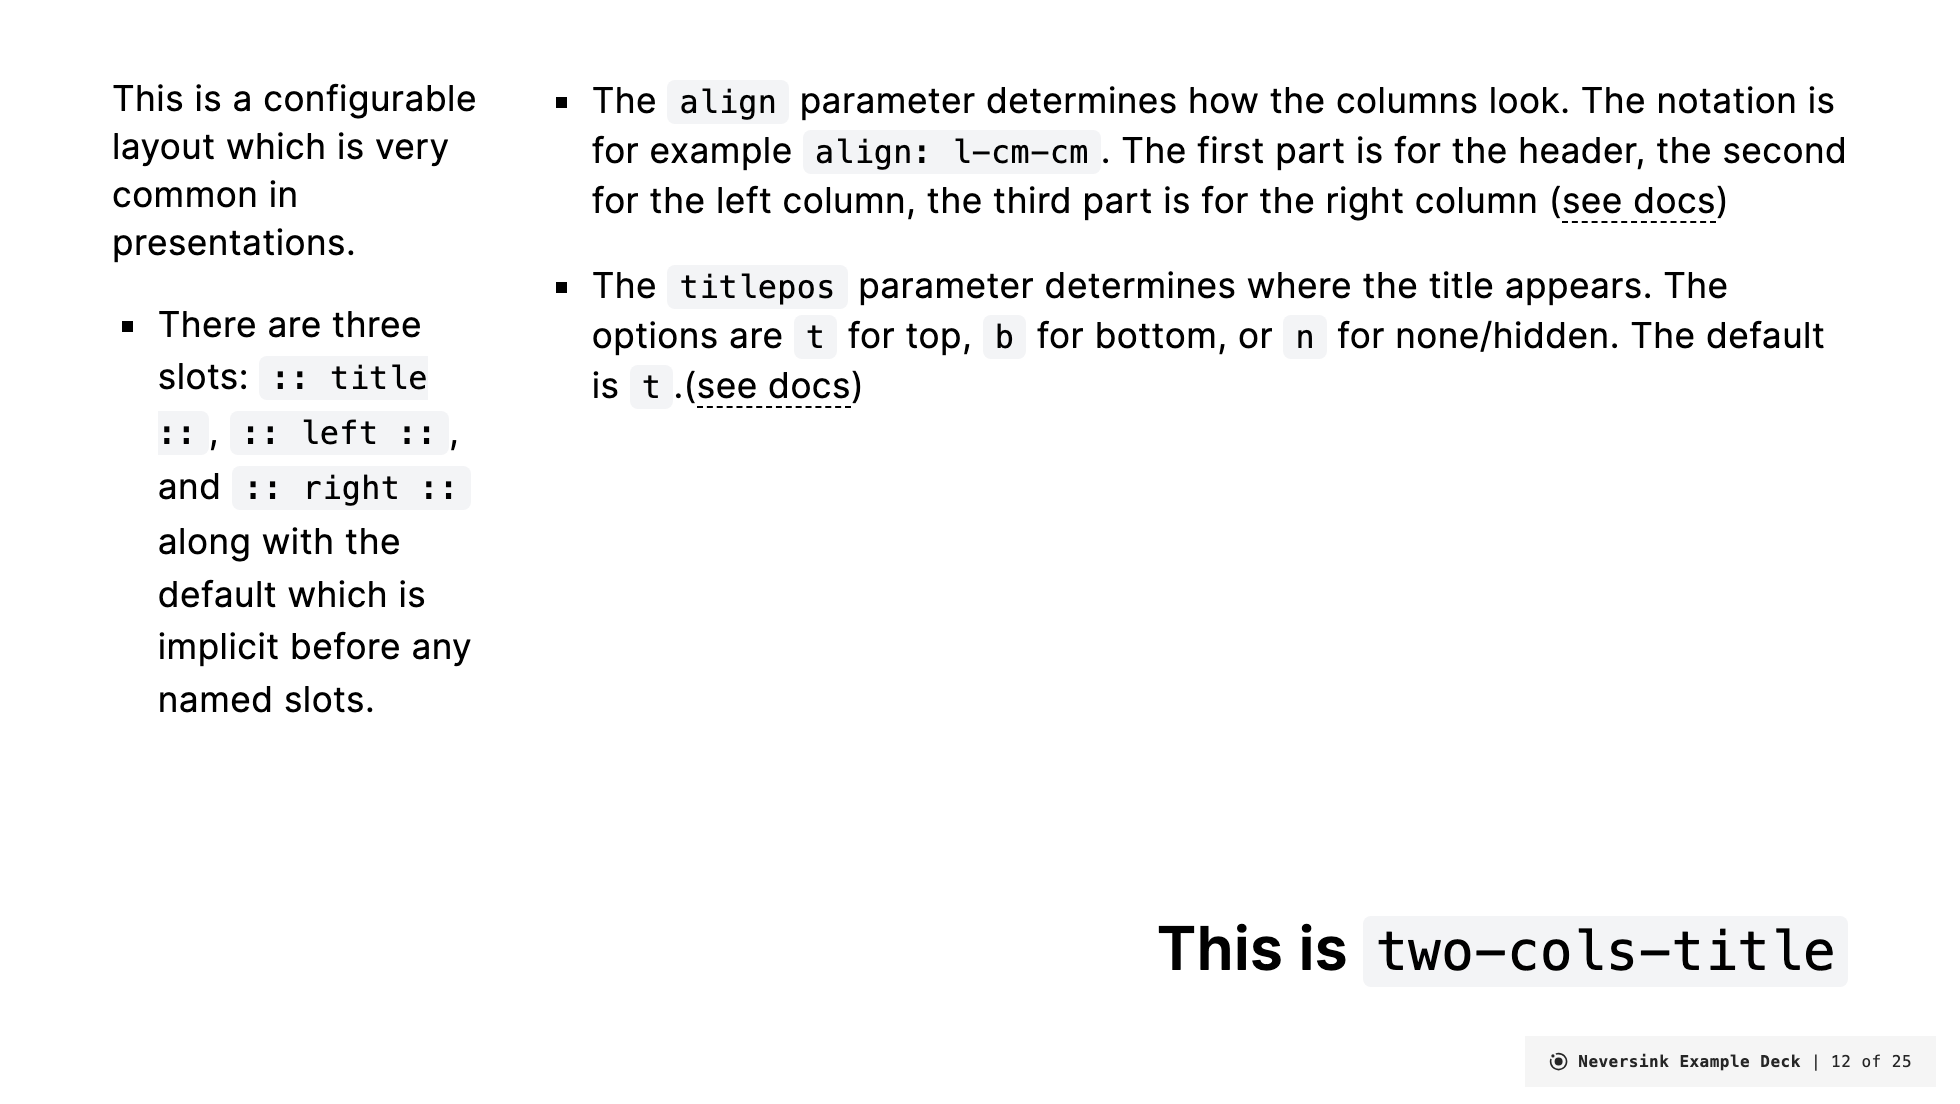 This is a configurable
layout which is very
common in
presentations.
▪ There are three
slots: :: title
::, :: left ::,
and :: right ::
along with the
default which is
implicit before any
named slots.
▪ The align parameter determines how the columns look. The notation is
for example align: l-cm-cm. The first part is for the header, the second
for the left column, the third part is for the right column (see docs)
▪ The titlepos parameter determines where the title appears. The
options are t for top, b for bottom, or n for none/hidden. The default
is t.(see docs)
This is two-cols-title
Neversink Example Deck | 12 of 25